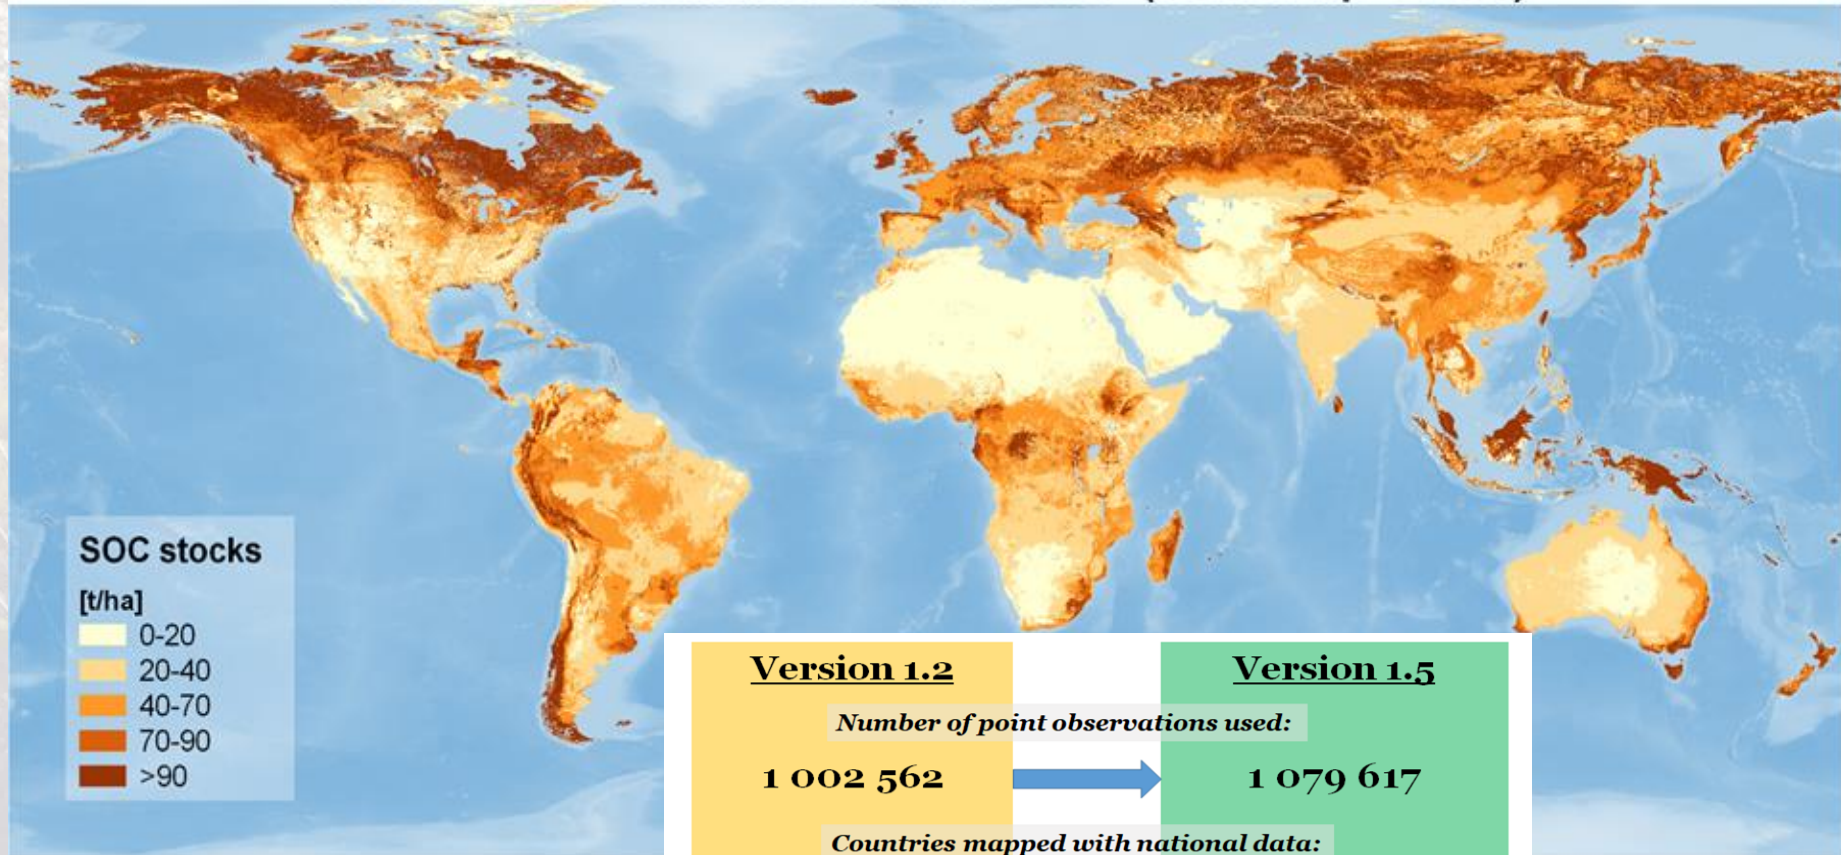 SOC stocks
[t/ha]
0-20
20-40
40-70
70-90
>90
Version 1.2
Version 1.5
Number of point observations used:
1 002 562
1 079 617
Countries mapped with national data: